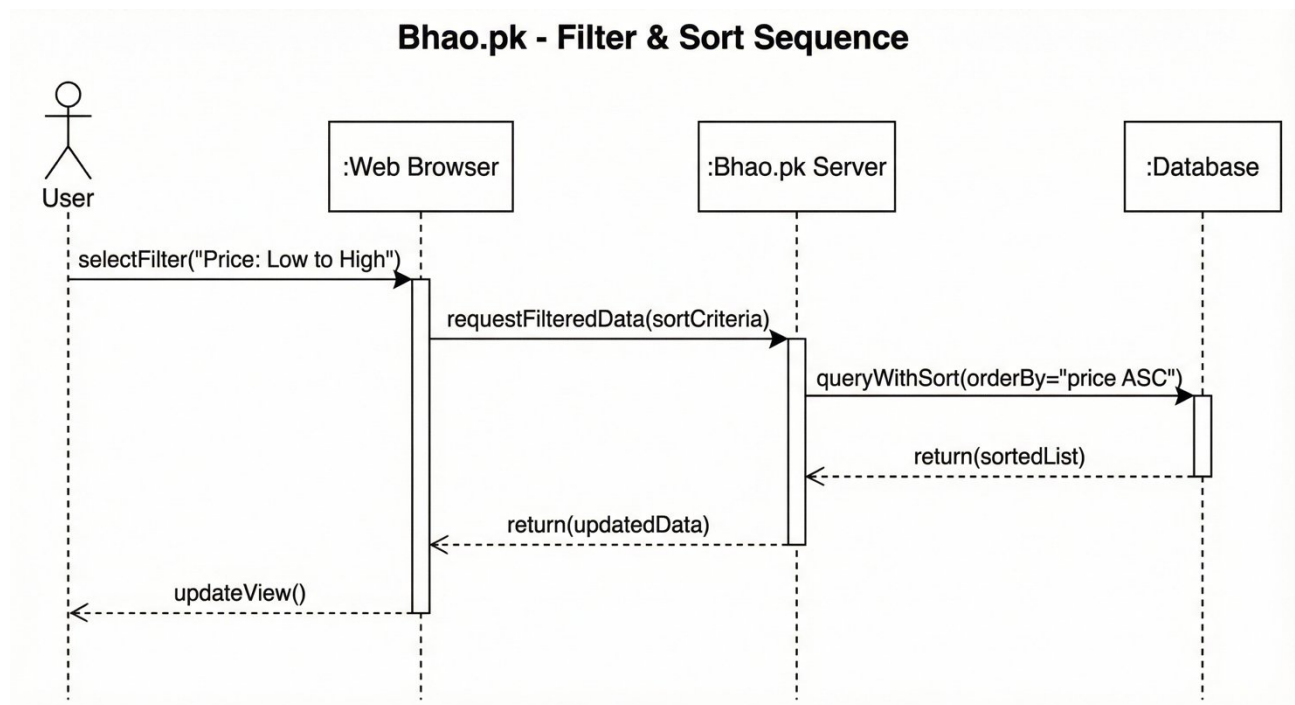 Bhao.pk - Filter & Sort Sequence
User
:Web Browser
:Bhao.pk Server
:Database
selectFilter("Price: Low to High")
requestFilteredData(sortCriteria)
queryWithSort(orderBy="price ASC")
return(sortedList)
return(updatedData)
updateView()